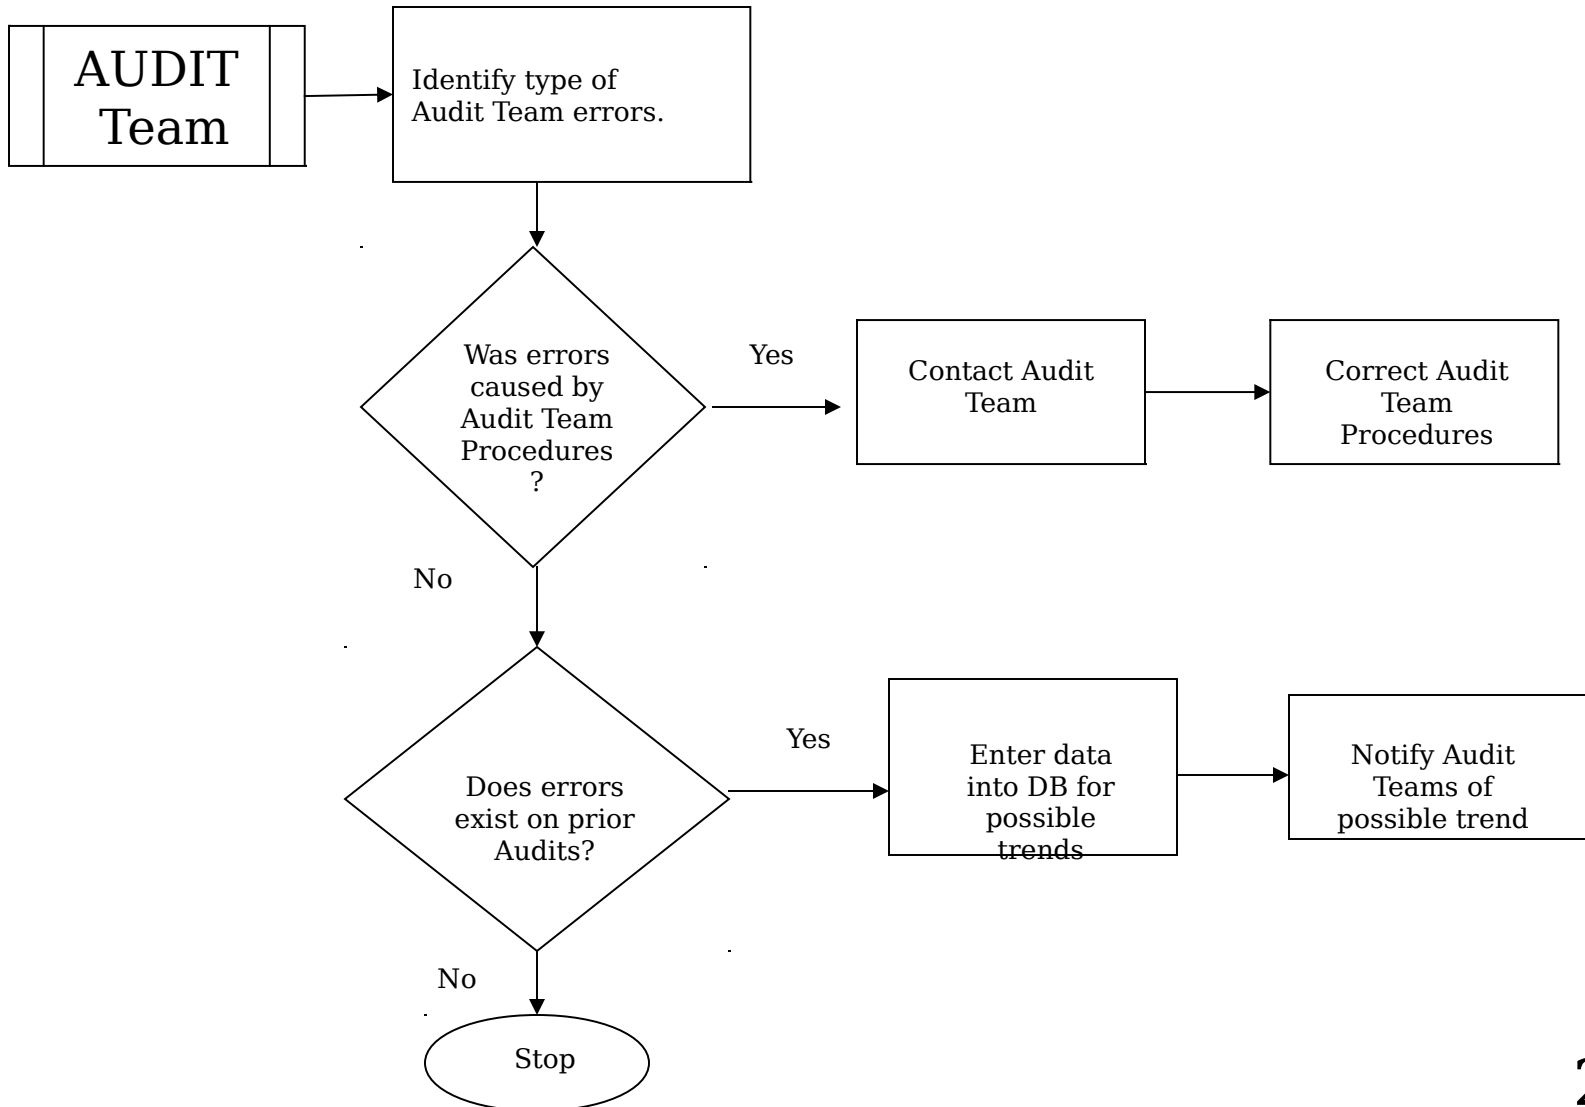 AUDIT
Team
Identify type of
Audit Team errors.
Was errors
caused by
Audit Team
Procedures
?
Yes
Contact Audit
Team
Correct Audit
Team
Procedures
No
Does errors
exist on prior
Audits?
Yes
Enter data
into DB for
possible
trends
Notify Audit
Teams of
possible trend
No
Stop